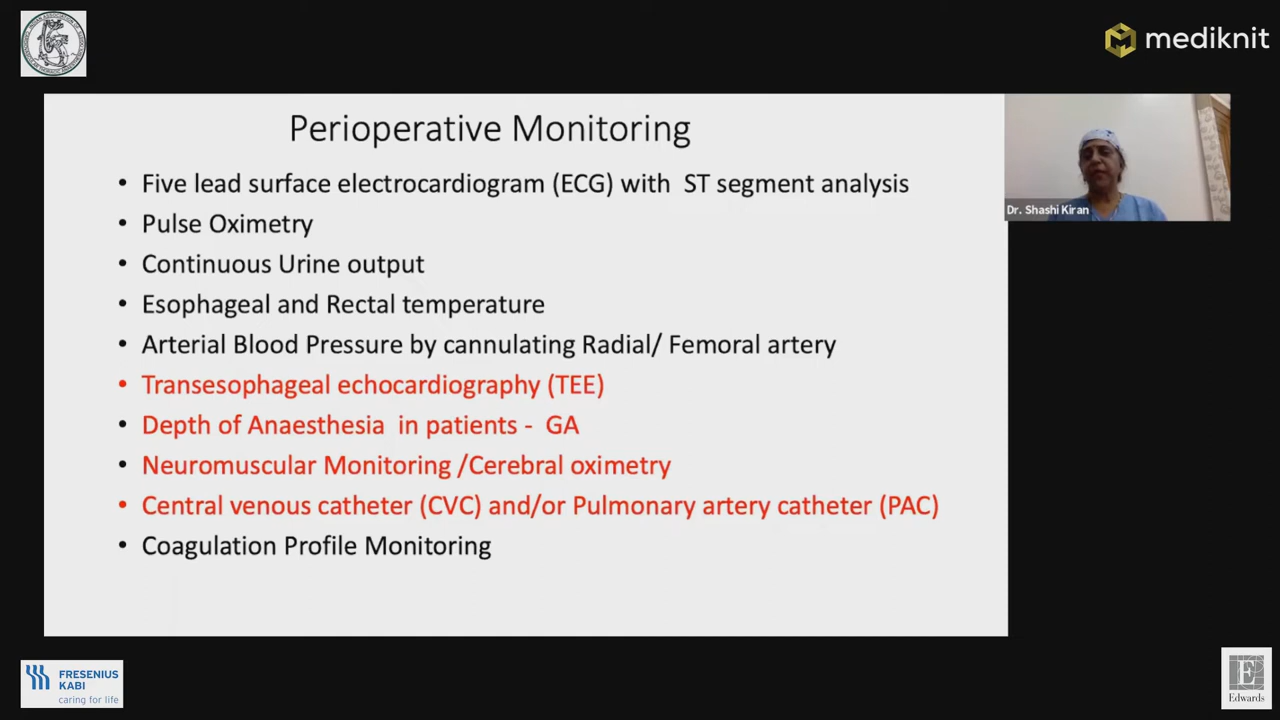 mediknit
Perioperative Monitoring
• Five lead surface electrocardiogram (ECG) with ST segment analysis
• Pulse Oximetry
• Continuous Urine output
• Esophageal and Rectal temperature
• Arterial Blood Pressure by cannulating Radial/ Femoral artery
• Transesophageal echocardiography (TEE)
• Depth of Anaesthesia in patients - GA
• Neuromuscular Monitoring /Cerebral oximetry
• Central venous catheter (CVC) and/or Pulmonary artery catheter (PAC)
• Coagulation Profile Monitoring
Dr. Shashi Kiran
FRESENIUS
KABI
caring for life
Edwards